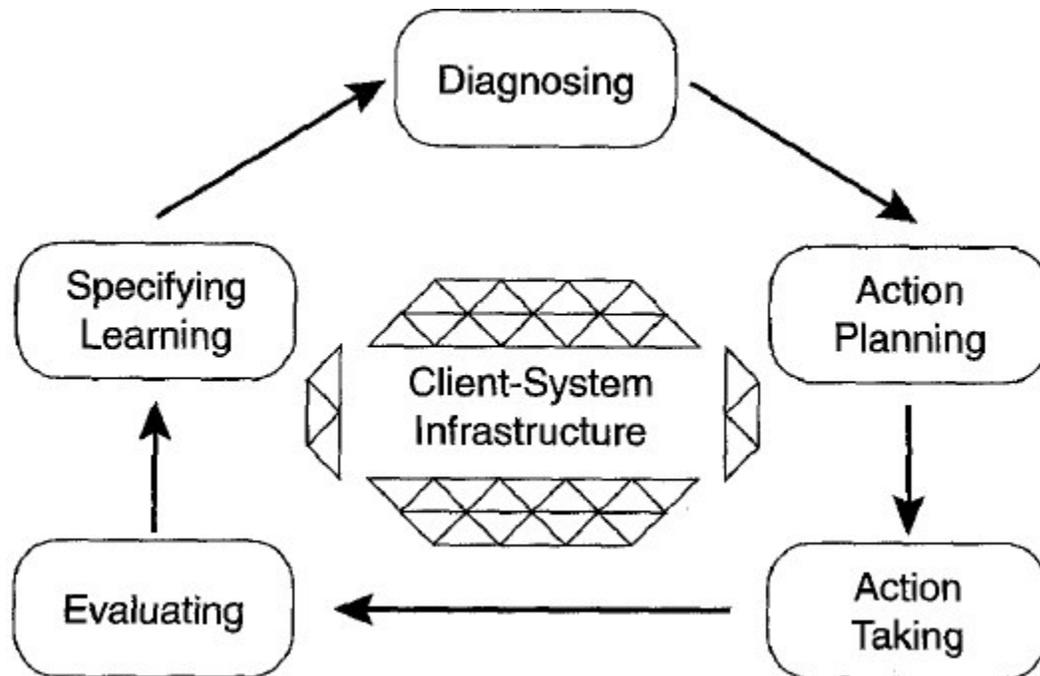 Diagnosing
Action
Planning
Action
Taking
Evaluating
Specifying
Learning
Client-System
Infrastructure